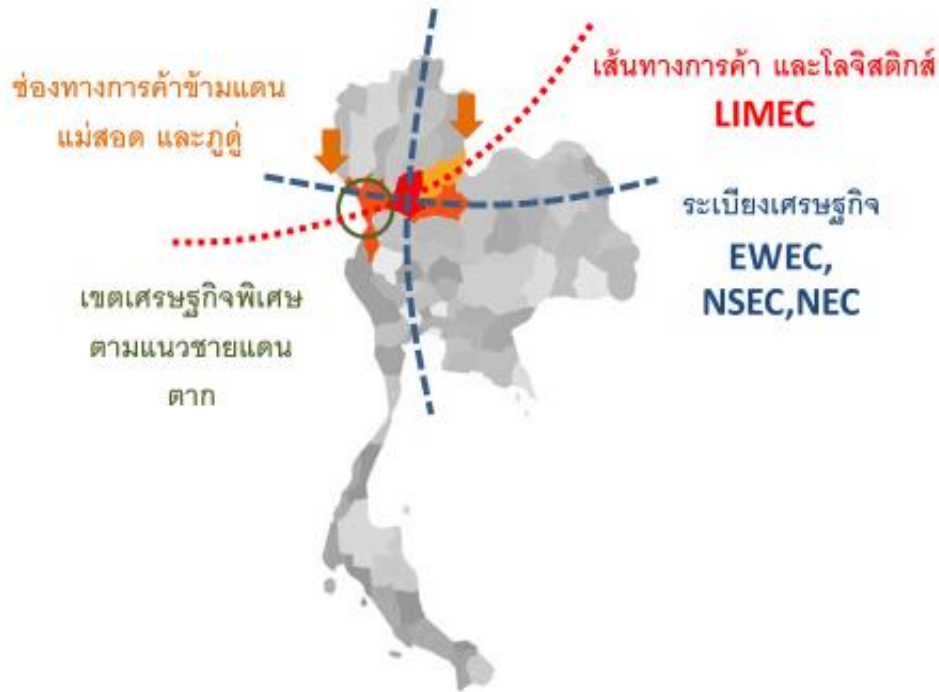 ช่องทางการค้าข้ามแดน
แม่สอด และภูดู่
เส้นทางการค้า และโลจิสติกส์
LIMEC
ระเบียงเศรษฐกิจ
EWEC,
NSEC,NEC
เขตเศรษฐกิจพิเศษ
ตามแนวชายแดน
ตาก